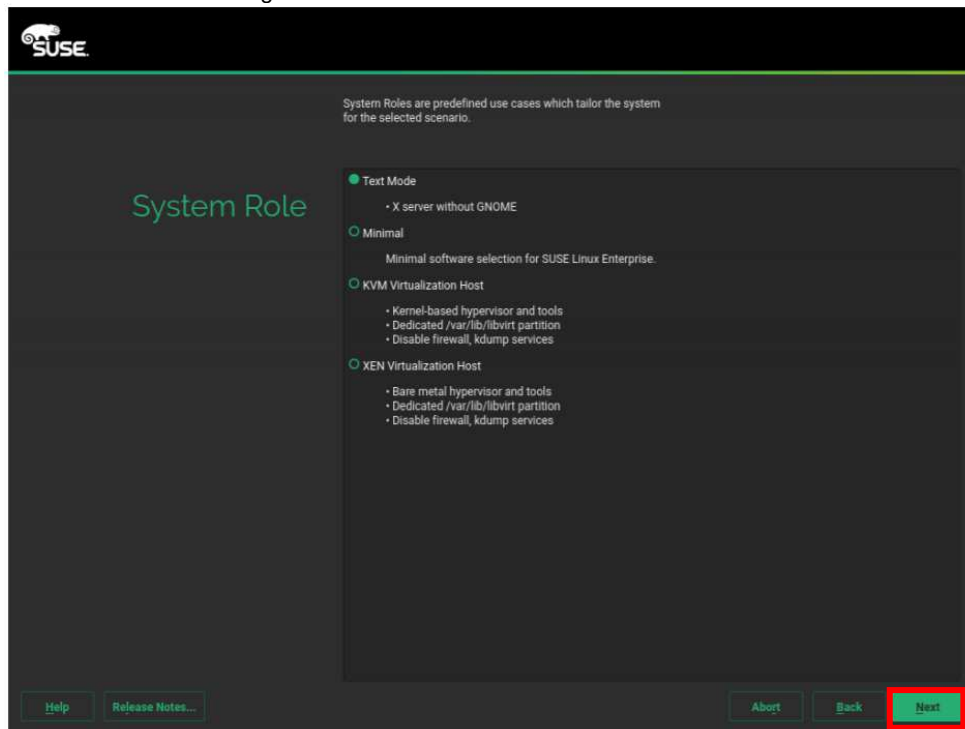 SUSE.
System Roles are predefined use cases which tailor the system
for the selected scenario.
System Role
Text Mode
• X server without GNOME
Minimal
Minimal software selection for SUSE Linux Enterprise.
KVM Virtualization Host
• Kernel-based hypervisor and tools
• Dedicated /var/lib/libvirt partition
• Disable firewall, kdump services
XEN Virtualization Host
• Bare metal hypervisor and tools
• Dedicated /var/lib/libvirt partition
• Disable firewall, kdump services
Help Release Notes... Abort Back Next